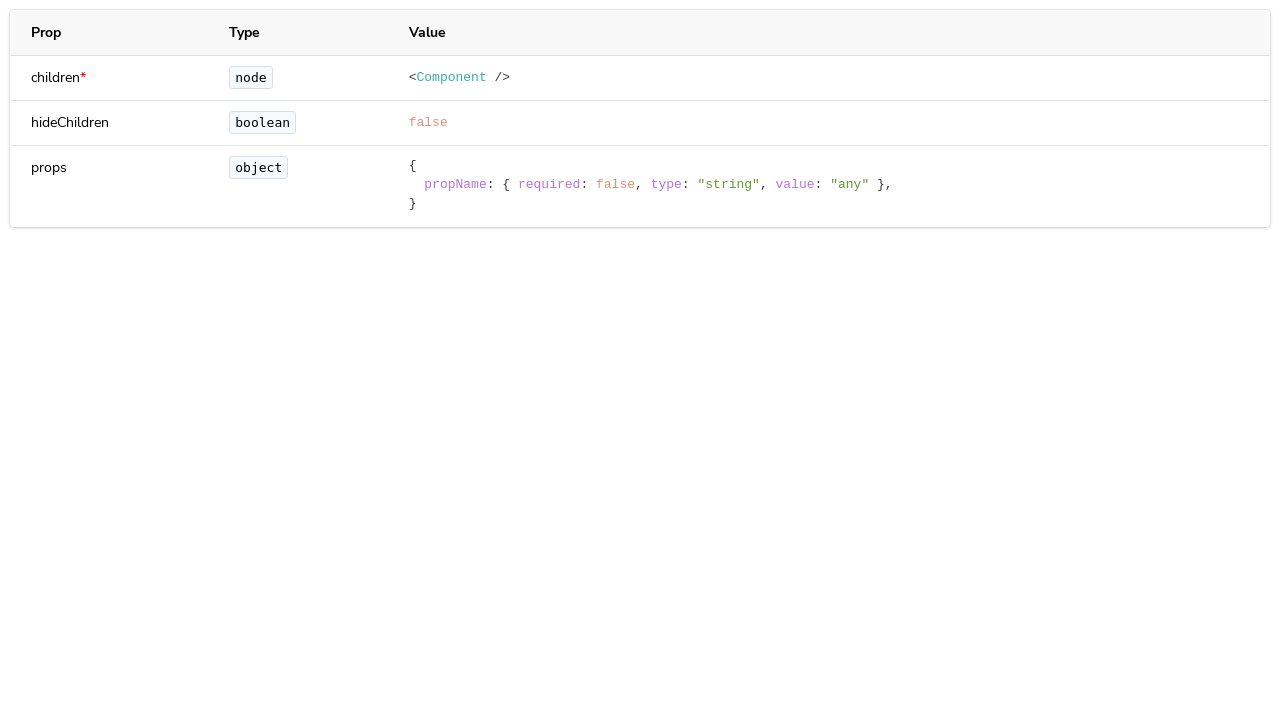 Prop Type Value
children* node <Component />
hideChildren boolean false
props object {
propName: { required: false, type: "string", value: "any" },
}